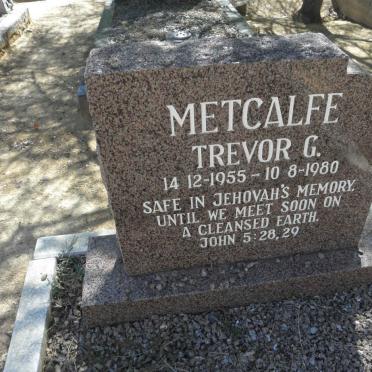 METCALFE
TREVOR G.
14 12-1955 - 10 8-1980
SAFE IN JEHOVAH'S MEMORY.
UNTIL WE MEET SOON ON
A CLEANSED EARTH.
JOHN 5:28,29